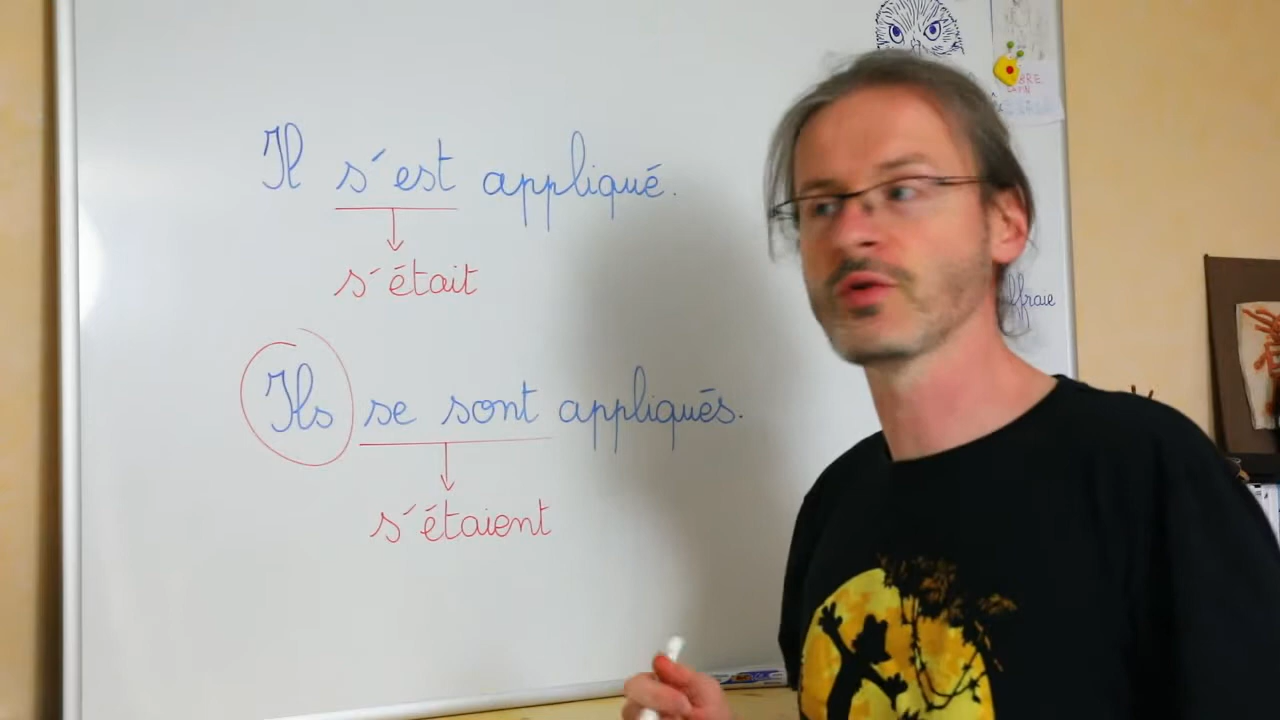 Il s'est appliqué.
s'était
Ils se sont appliqués.
s'étaient